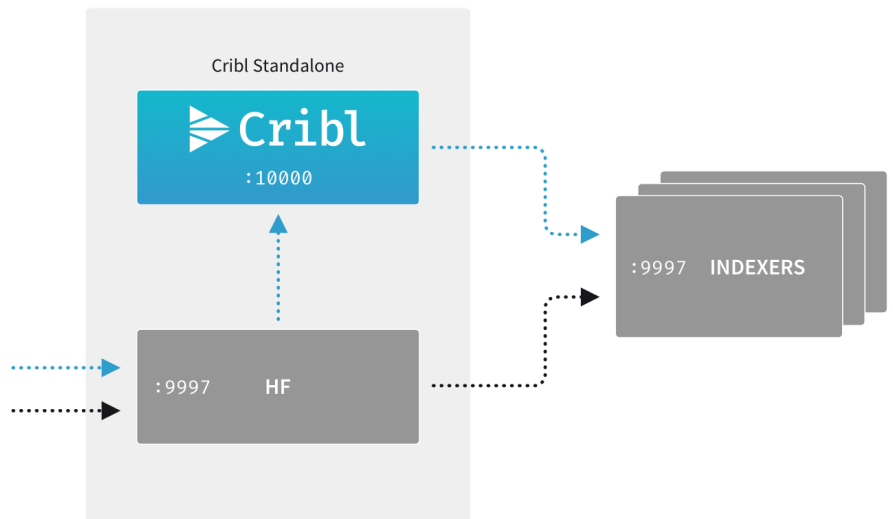 Cribl Standalone
Cribl
:10000
:9997 INDEXERS
:9997 HF